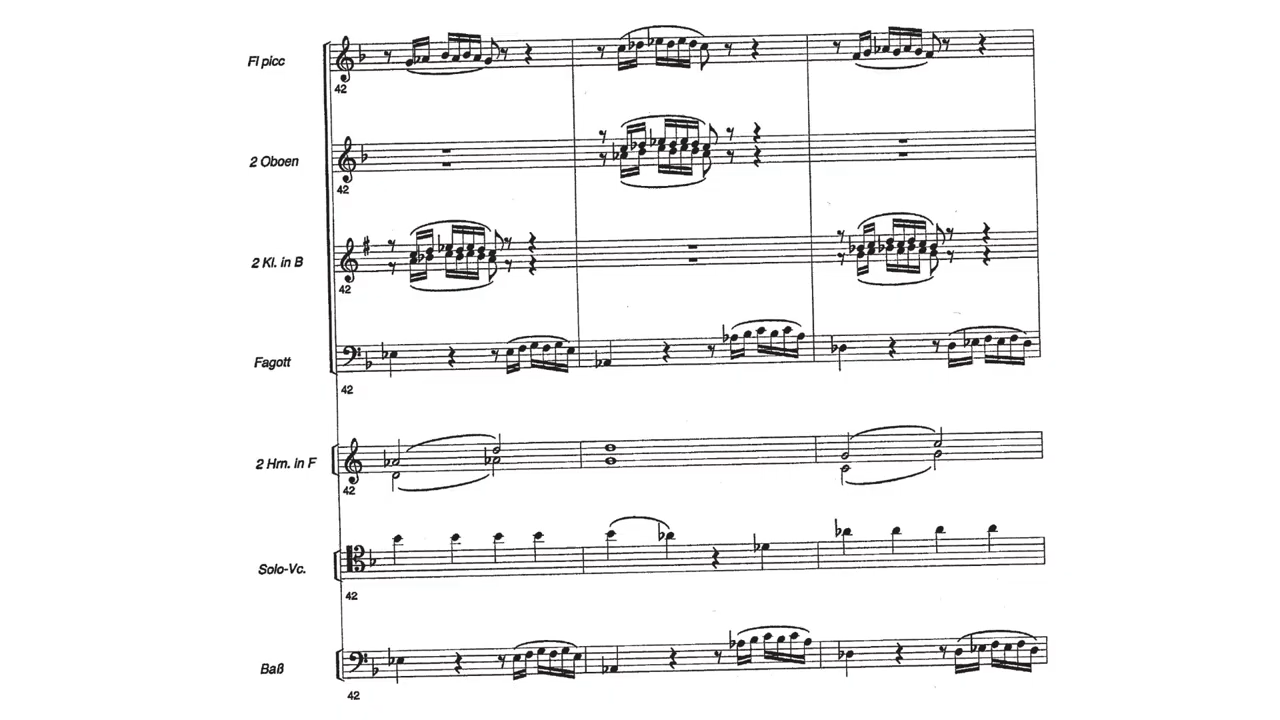 Fl picc
42
2 Oboen
42
2 Kl. in B
42
Fagott
42
2 Hrn. in F
42
Solo-Vc.
42
Baß
42